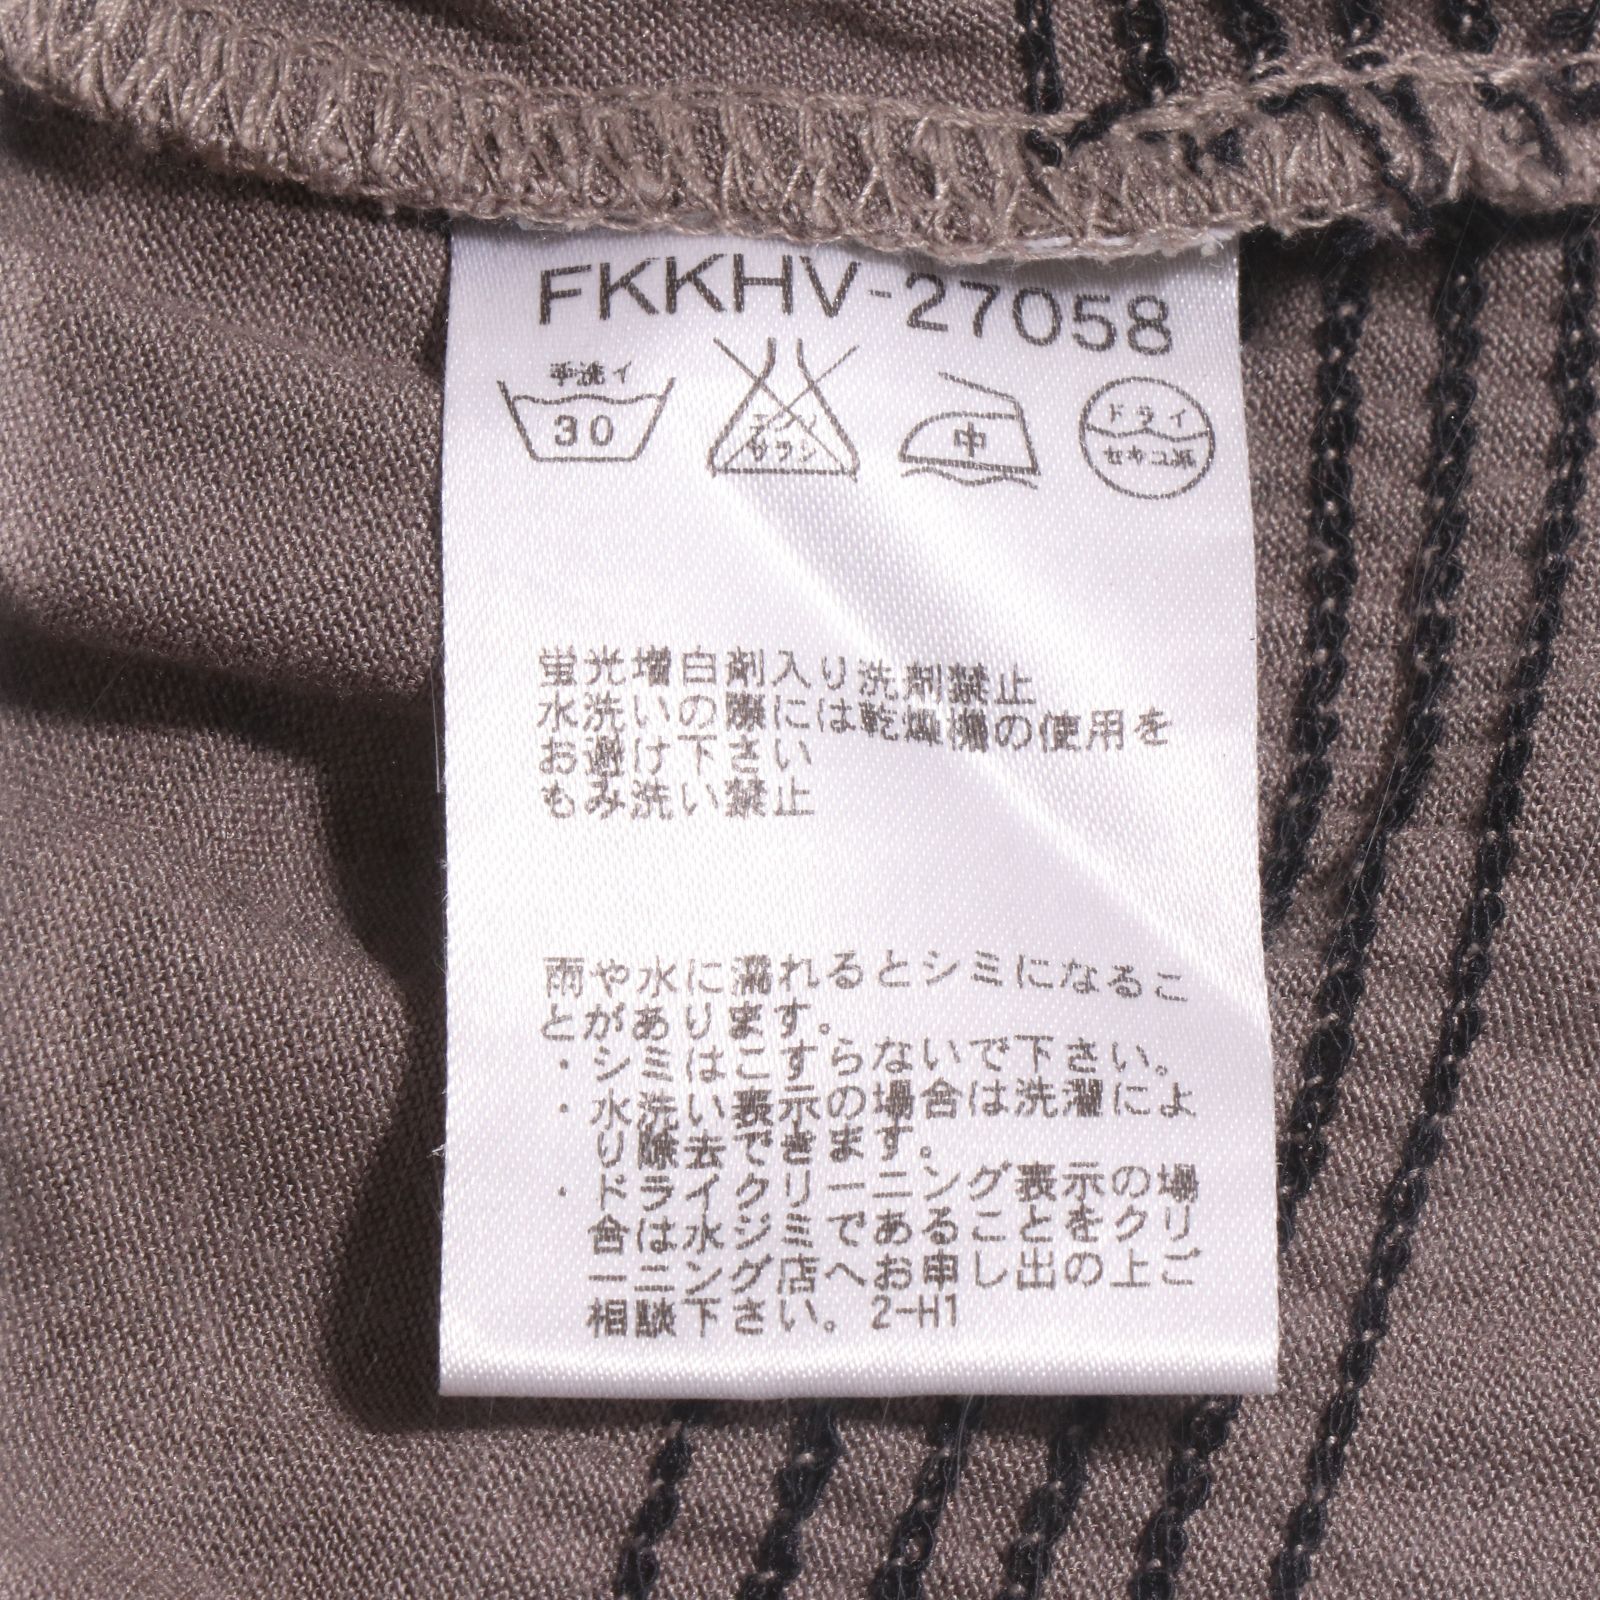 FKKHV-27058
手洗イ
30
エンソ
サラシ
中
ドライ
セキユ系
蛍光増白剤入り洗剤禁止
水洗いの際には乾燥機の使用を
お避け下さい
もみ洗い禁止
雨や水に濡れるとシミになるこ
とがあります。
・シミはこすらないで下さい。
・水洗い表示の場合は洗濯によ
り除去できます。
・ドライクリーニング表示の場
合は水ジミであることをクリ
ーニング店へお申し出の上ご
相談下さい。2-H1